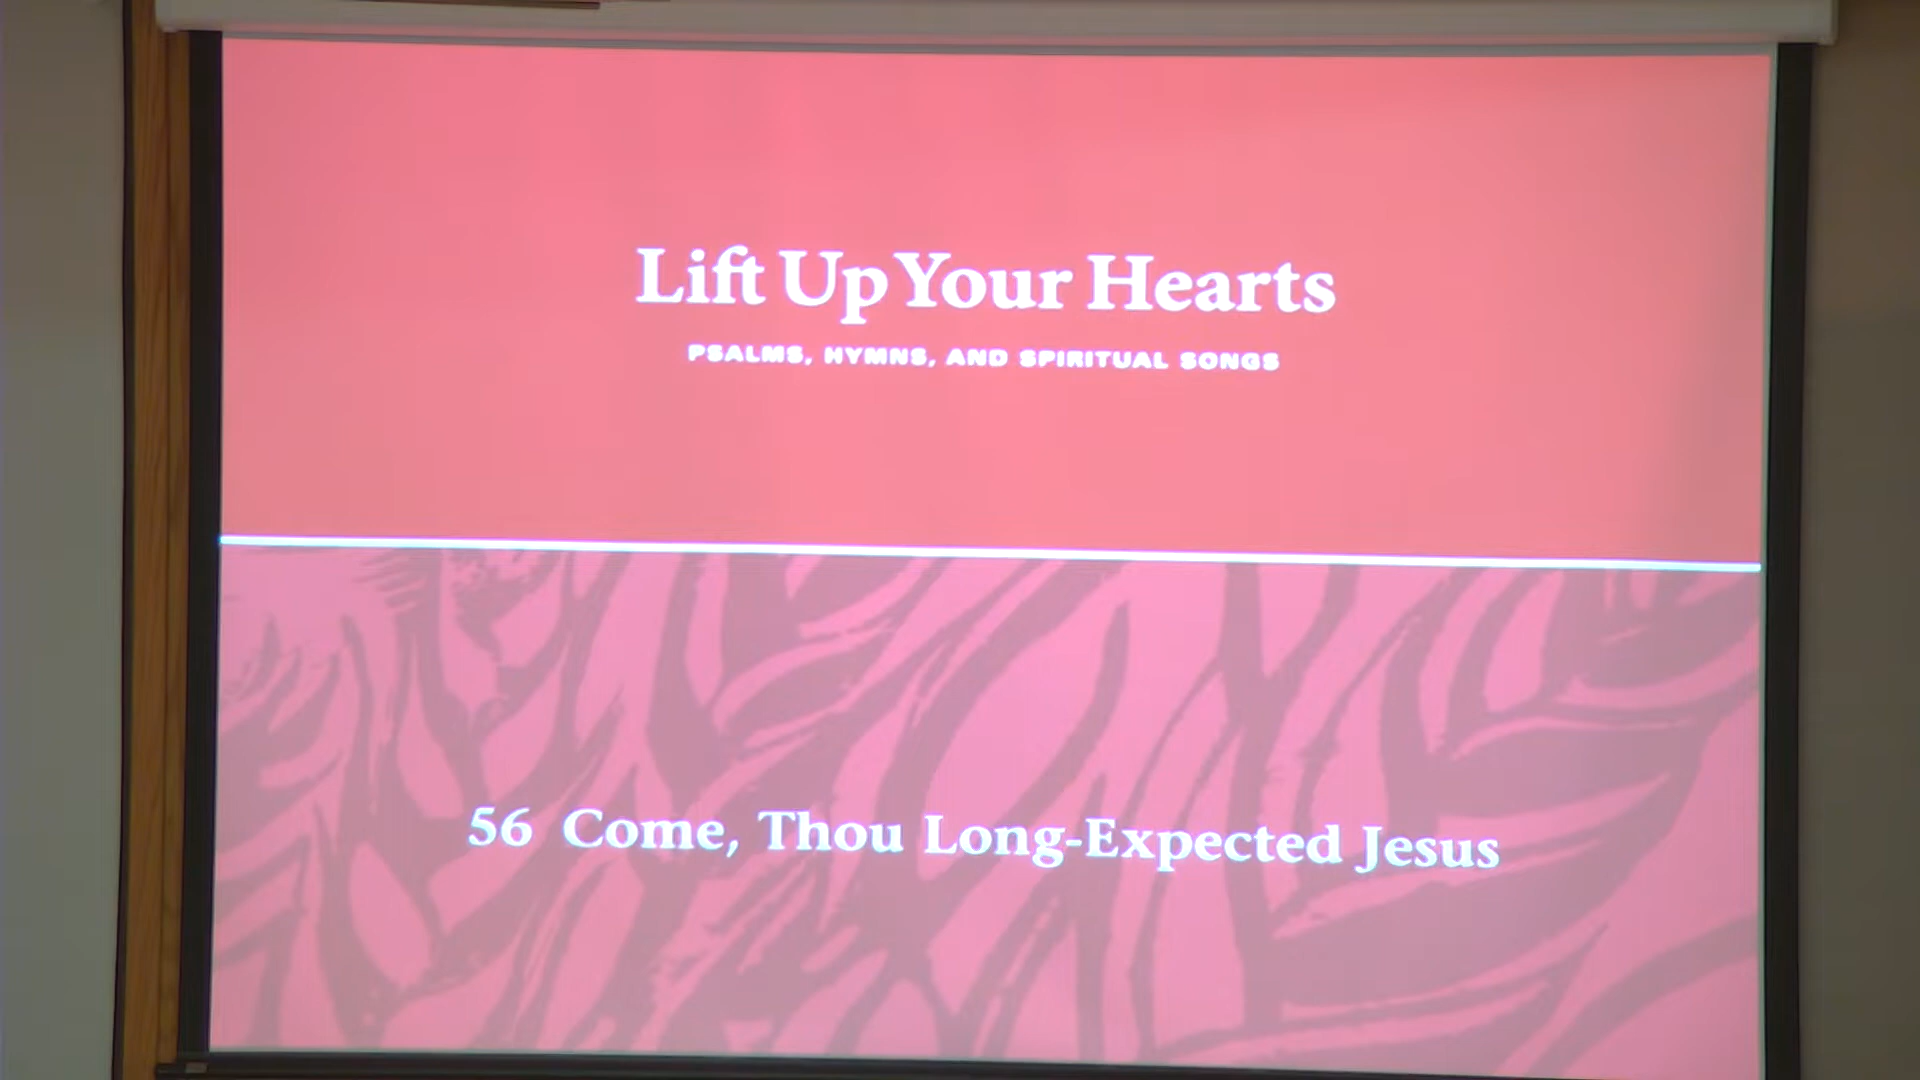 Lift Up Your Hearts
PSALMS, HYMNS, AND SPIRITUAL SONGS
56 Come, Thou Long-Expected Jesus